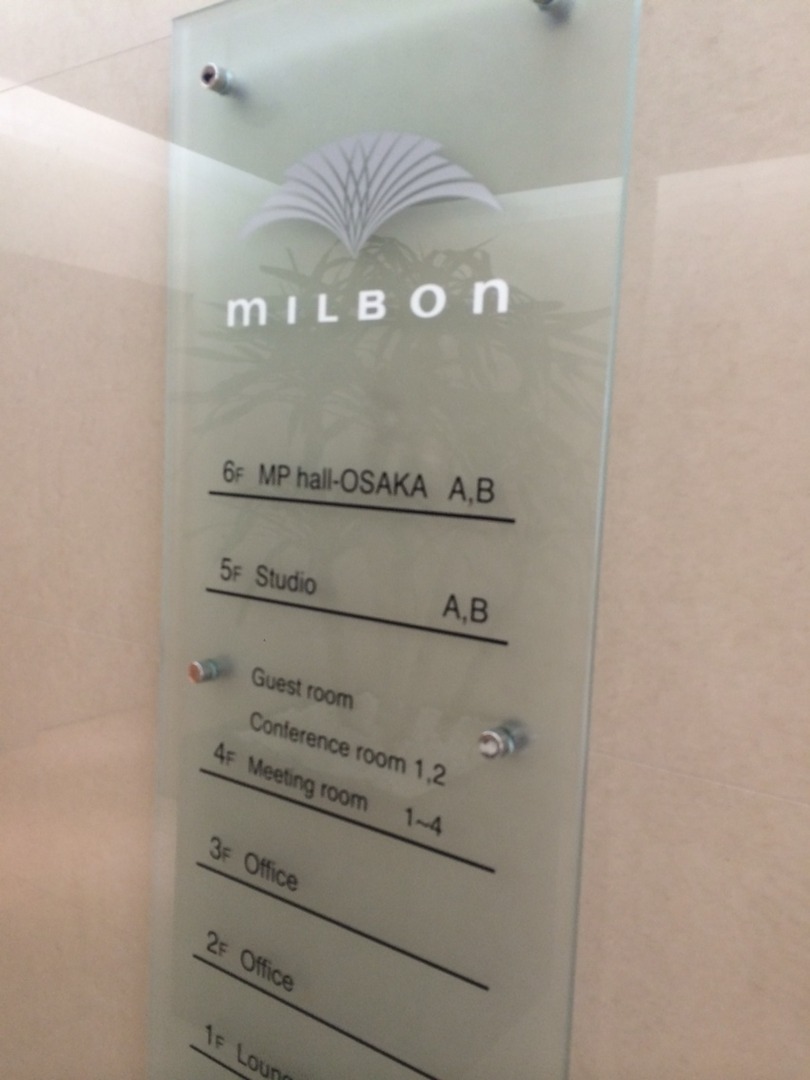 mILBOn
6F MP hall-OSAKA A,B
5F Studio A,B
Guest room
Conference room 1,2
4F Meeting room 1~4
3F Office
2F Office
1F